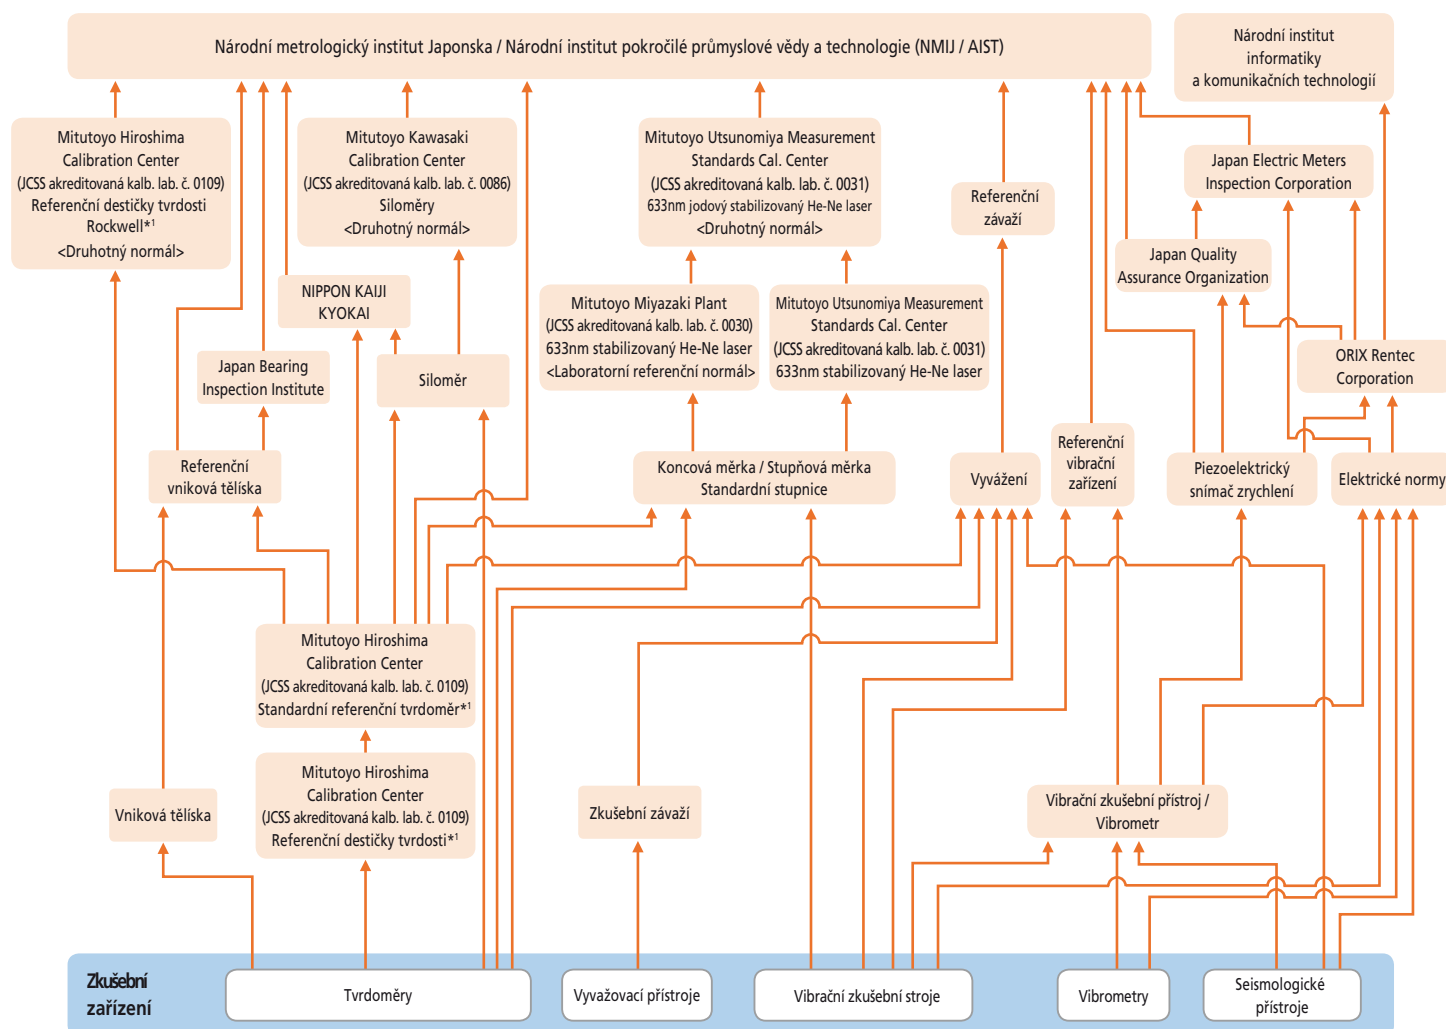 Národní metrologický institut Japonska / Národní institut pokročilé průmyslové vědy a technologie (NMIJ / AIST)
Národní institut
informatiky
a komunikačních technologií
Mitutoyo Hiroshima
Calibration Center
(JCSS akreditovaná kalb. lab. č. 0109)
Referenční destičky tvrdosti
Rockwell*1
<Druhotný normál>
Mitutoyo Kawasaki
Calibration Center
(JCSS akreditovaná kalb. lab. č. 0086)
Siloměry
<Druhotný normál>
Mitutoyo Utsunomiya Measurement
Standards Cal. Center
(JCSS akreditovaná kalb. lab. č. 0031)
633nm jodový stabilizovaný He-Ne laser
<Druhotný normál>
Referenční
závaží
Japan Electric Meters
Inspection Corporation
Japan Quality
Assurance Organization
NIPPON KAIJI
KYOKAI
Mitutoyo Miyazaki Plant
(JCSS akreditovaná kalb. lab. č. 0030)
633nm stabilizovaný He-Ne laser
<Laboratorní referenční normál>
Mitutoyo Utsunomiya Measurement
Standards Cal. Center
(JCSS akreditovaná kalb. lab. č. 0031)
633nm stabilizovaný He-Ne laser
Japan Bearing
Inspection Institute
Siloměr
ORIX Rentec
Corporation
Referenční
vniková tělíska
Koncová měrka / Stupňová měrka
Standardní stupnice
Vyvážení
Referenční
vibrační
zařízení
Piezoelektrický
snímač zrychlení
Elektrické normy
Mitutoyo Hiroshima
Calibration Center
(JCSS akreditovaná kalb. lab. č. 0109)
Standardní referenční tvrdoměr*1
Mitutoyo Hiroshima
Calibration Center
(JCSS akreditovaná kalb. lab. č. 0109)
Referenční destičky tvrdosti*1
Vniková tělíska
Zkušební závaží
Vibrační zkušební přístroj /
Vibrometr
Zkušební
zařízení
Tvrdoměry
Vyvažovací přístroje
Vibrační zkušební stroje
Vibrometry
Seismologické
přístroje